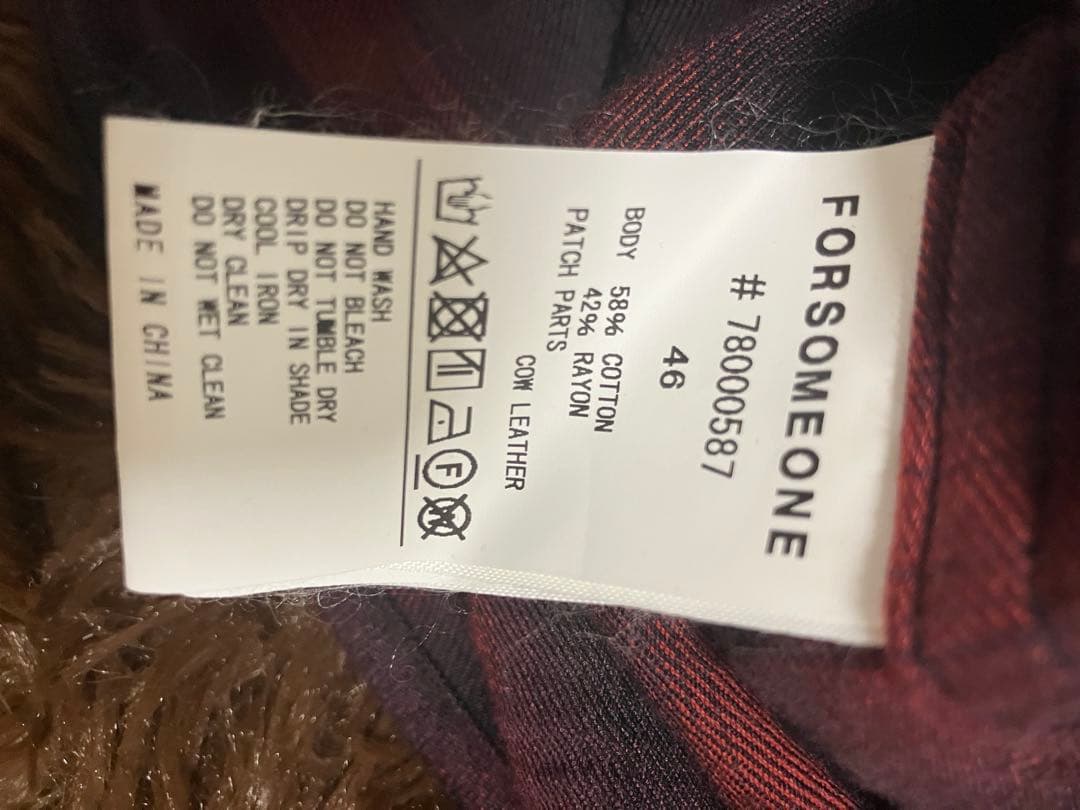 FORSOMEONE
# 78000587
46
BODY 58% COTTON
42% RAYON
PATCH PARTS
COW LEATHER
F
W
HAND WASH
DO NOT BLEACH
DO NOT TUMBLE DRY
DRIP DRY IN SHADE
COOL IRON
DRY CLEAN
DO NOT WET CLEAN
MADE IN CHINA